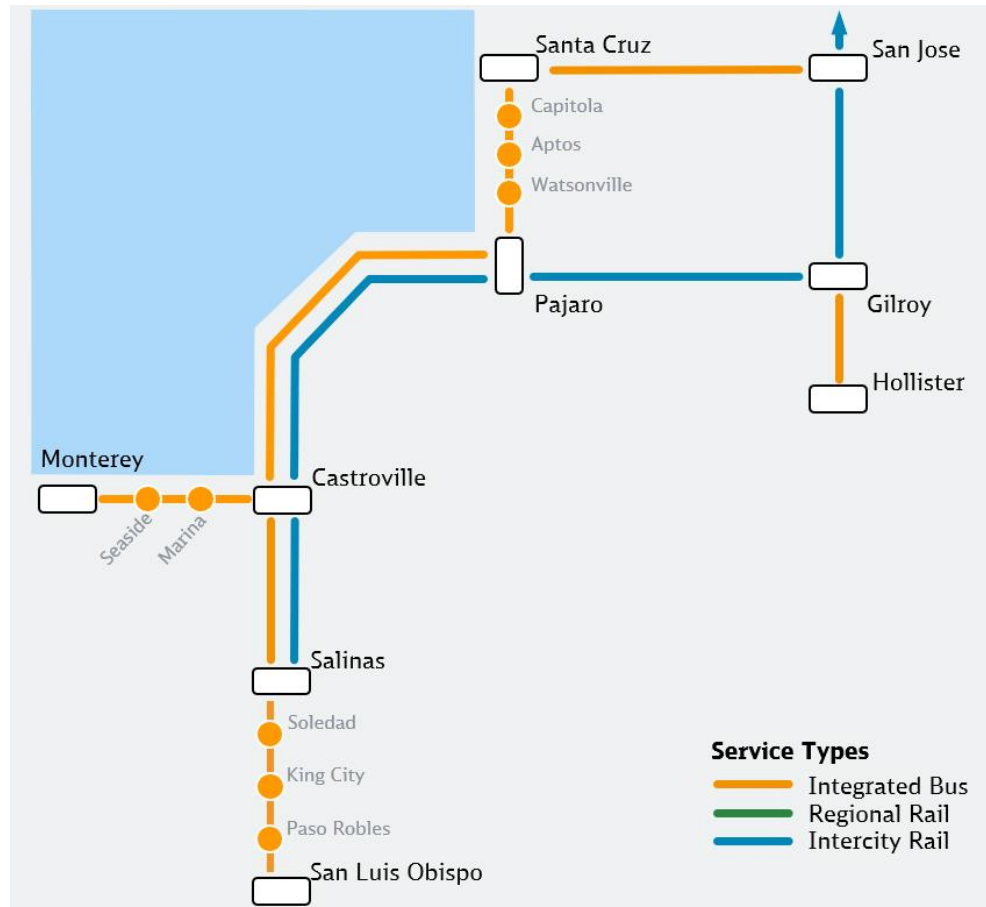 Santa Cruz
San Jose
Capitola
Aptos
Watsonville
Pajaro
Gilroy
Hollister
Monterey
Castroville
Seaside
Marina
Salinas
Soledad
King City
Paso Robles
San Luis Obispo
Service Types
Integrated Bus
Regional Rail
Intercity Rail